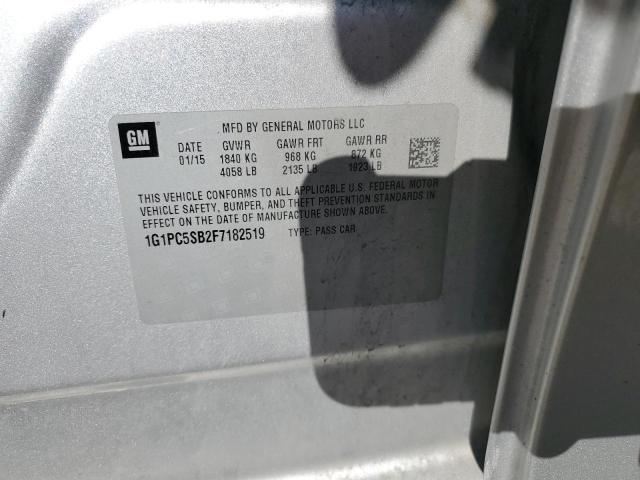 MFD BY GENERAL MOTORS LLC
GM
DATE GVWR GAWR FRT GAWR RR
01/15 1840 KG 968 KG 872 KG
4058 LB 2135 LB 1923 LB
THIS VEHICLE CONFORMS TO ALL APPLICABLE U.S. FEDERAL MOTOR
VEHICLE SAFETY, BUMPER, AND THEFT PREVENTION STANDARDS IN
EFFECT ON THE DATE OF MANUFACTURE SHOWN ABOVE.
1G1PC5SB2F7182519 TYPE: PASS CAR